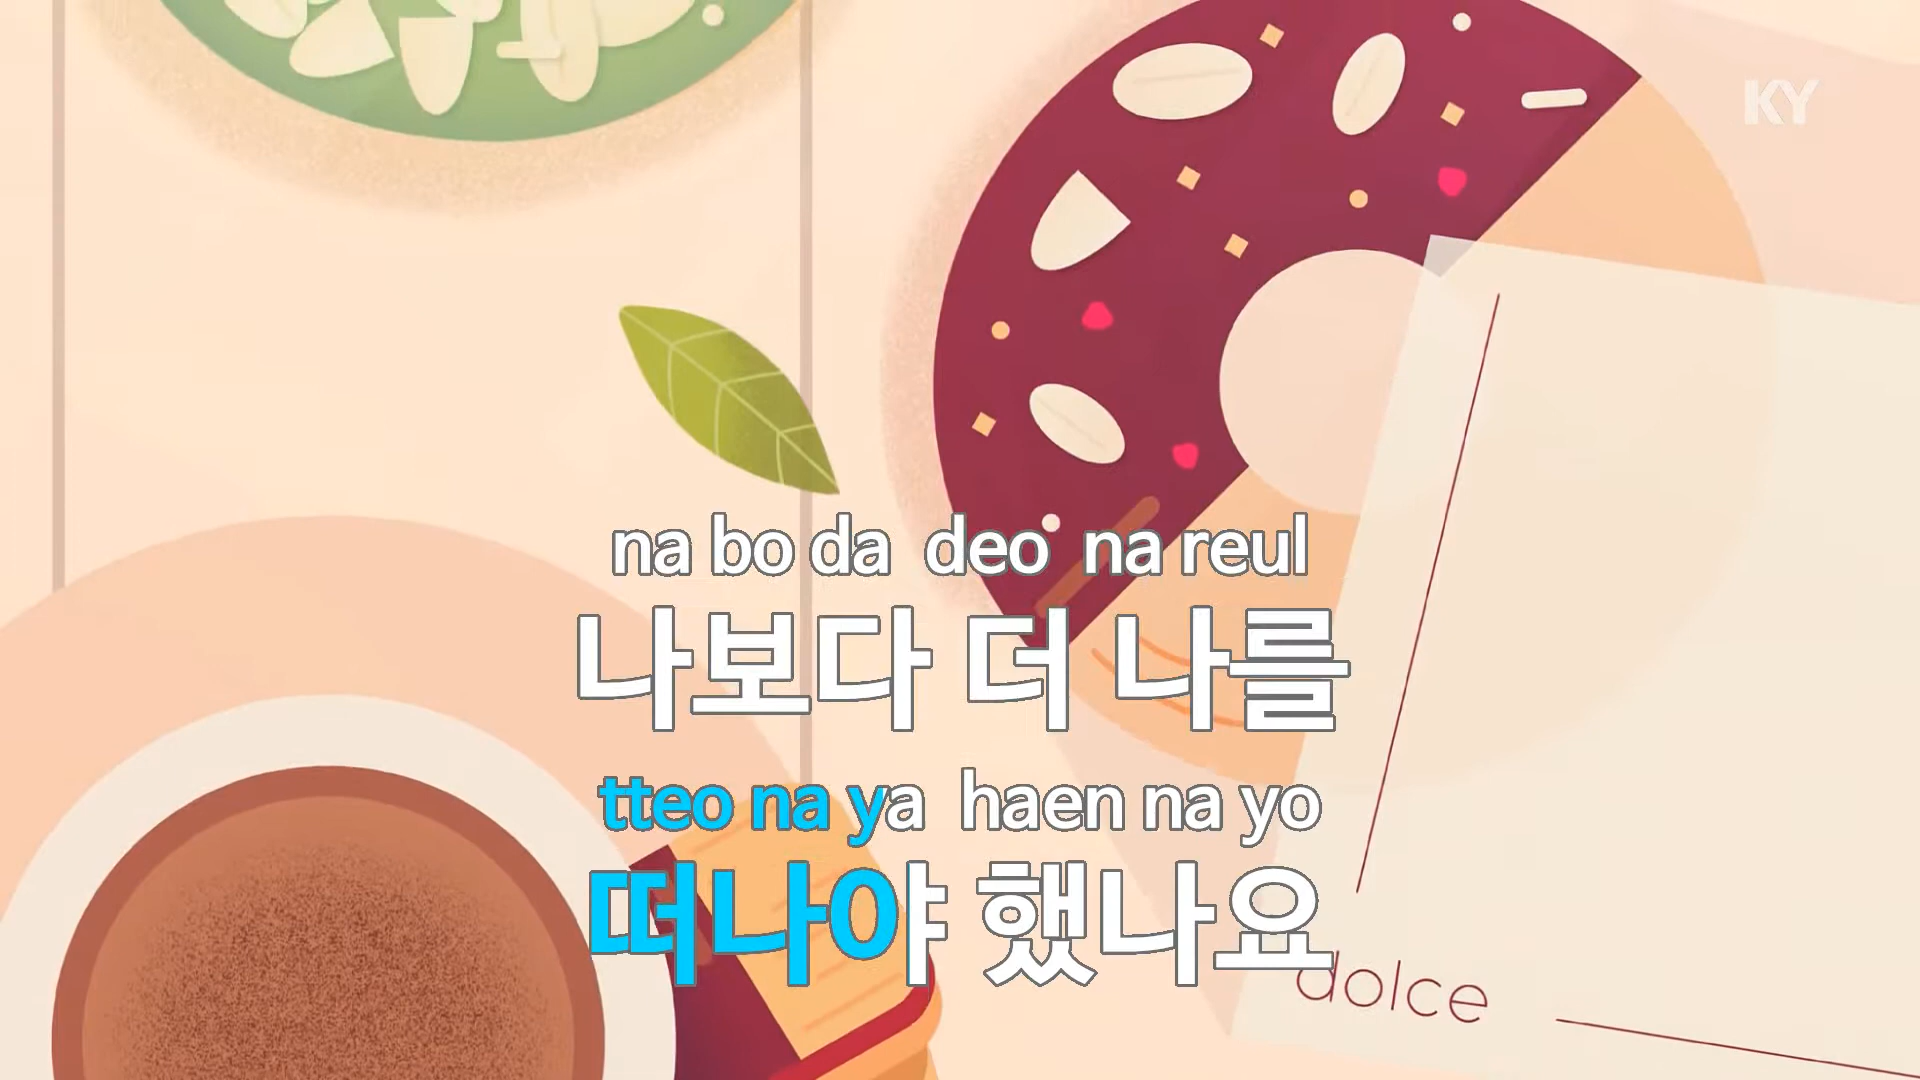 KY
na bo da deo na reul
나보다 더 나를
tteo na ya haen na yo
떠나야 했나요
dolce